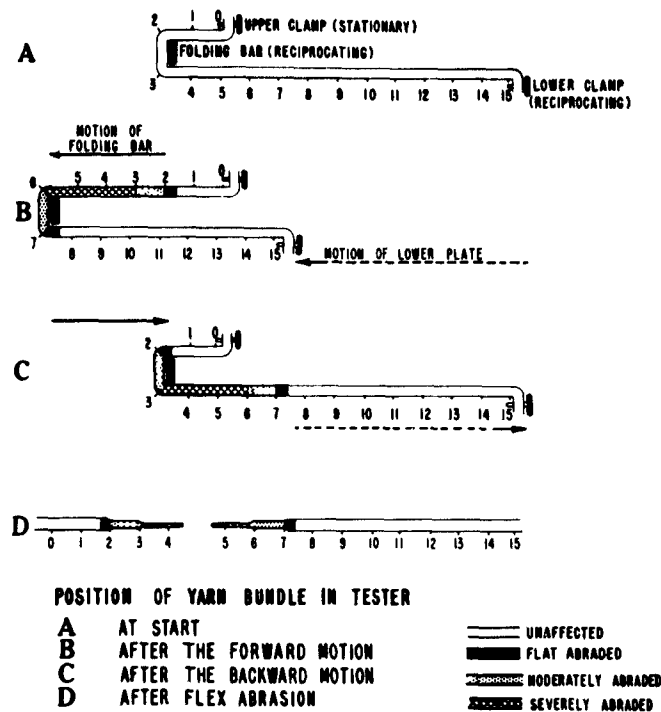 1 0
2 UPPER CLAMP (STATIONARY)
A FOLDING BAR (RECIPROCATING)
3 4 5 6 7 8 9 10 11 12 13 14 15 LOWER CLAMP
(RECIPROCATING)
MOTION OF
FOLDING BAR
6 5 4 3 2 1 0
B
7 8 9 10 11 12 13 14 15 MOTION OF LOWER PLATE
1 0
2
C
3 4 5 6 7 8 9 10 11 12 13 14 15
D
0 1 2 3 4 5 6 7 8 9 10 11 12 13 14 15
POSITION OF YARN BUNDLE IN TESTER
A AT START
B AFTER THE FORWARD MOTION
C AFTER THE BACKWARD MOTION
D AFTER FLEX ABRASION
UNAFFECTED
FLAT ABRADED
MODERATELY ABRADED
SEVERELY ABRADED